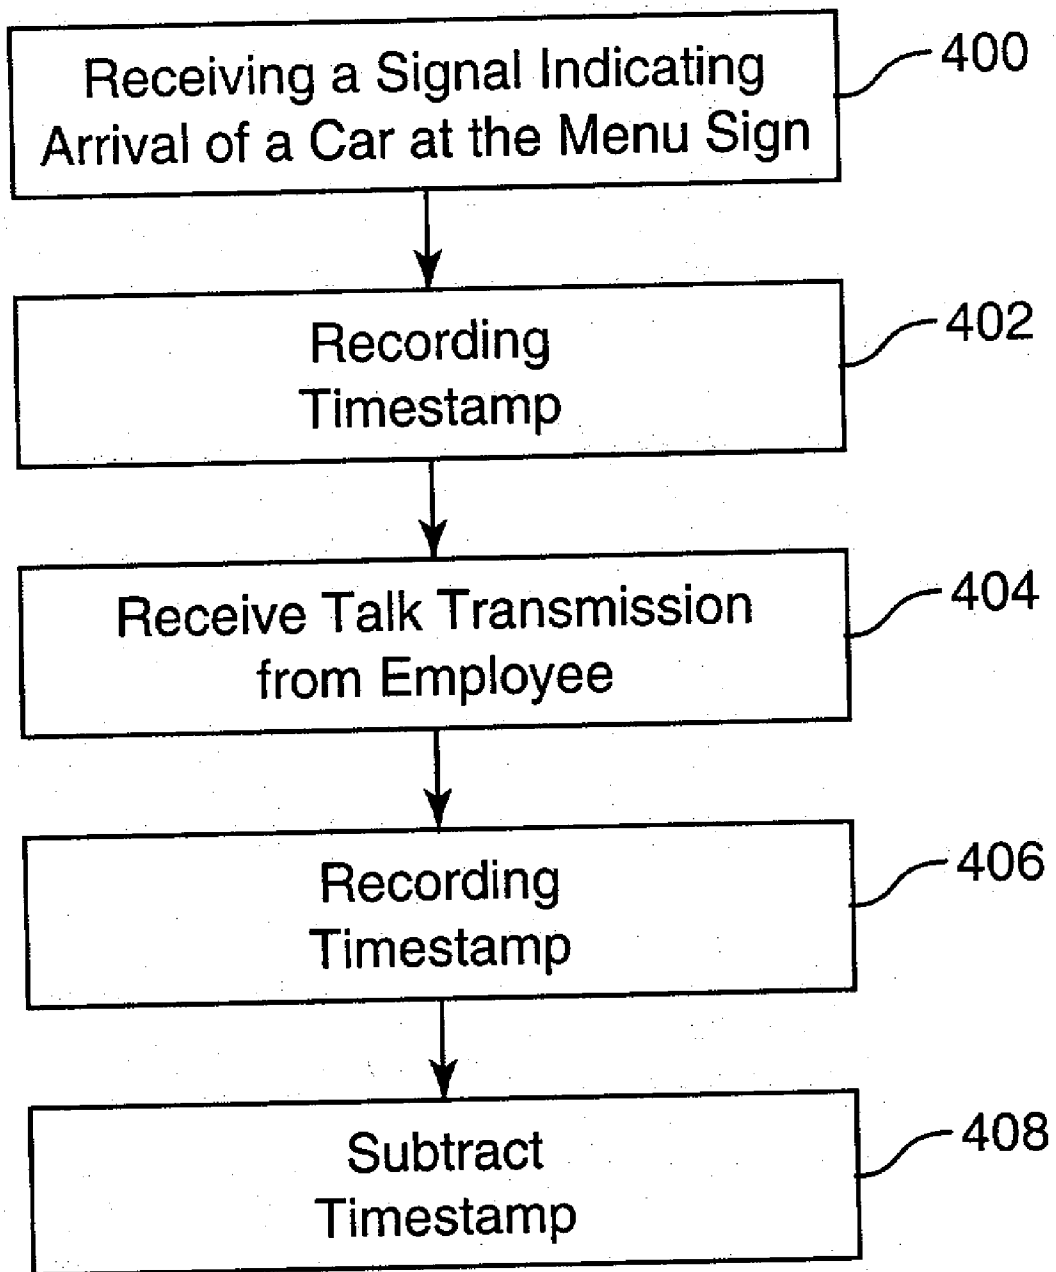 Receiving a Signal Indicating
Arrival of a Car at the Menu Sign
400
Recording
Timestamp
402
Receive Talk Transmission
from Employee
404
Recording
Timestamp
406
Subtract
Timestamp
408